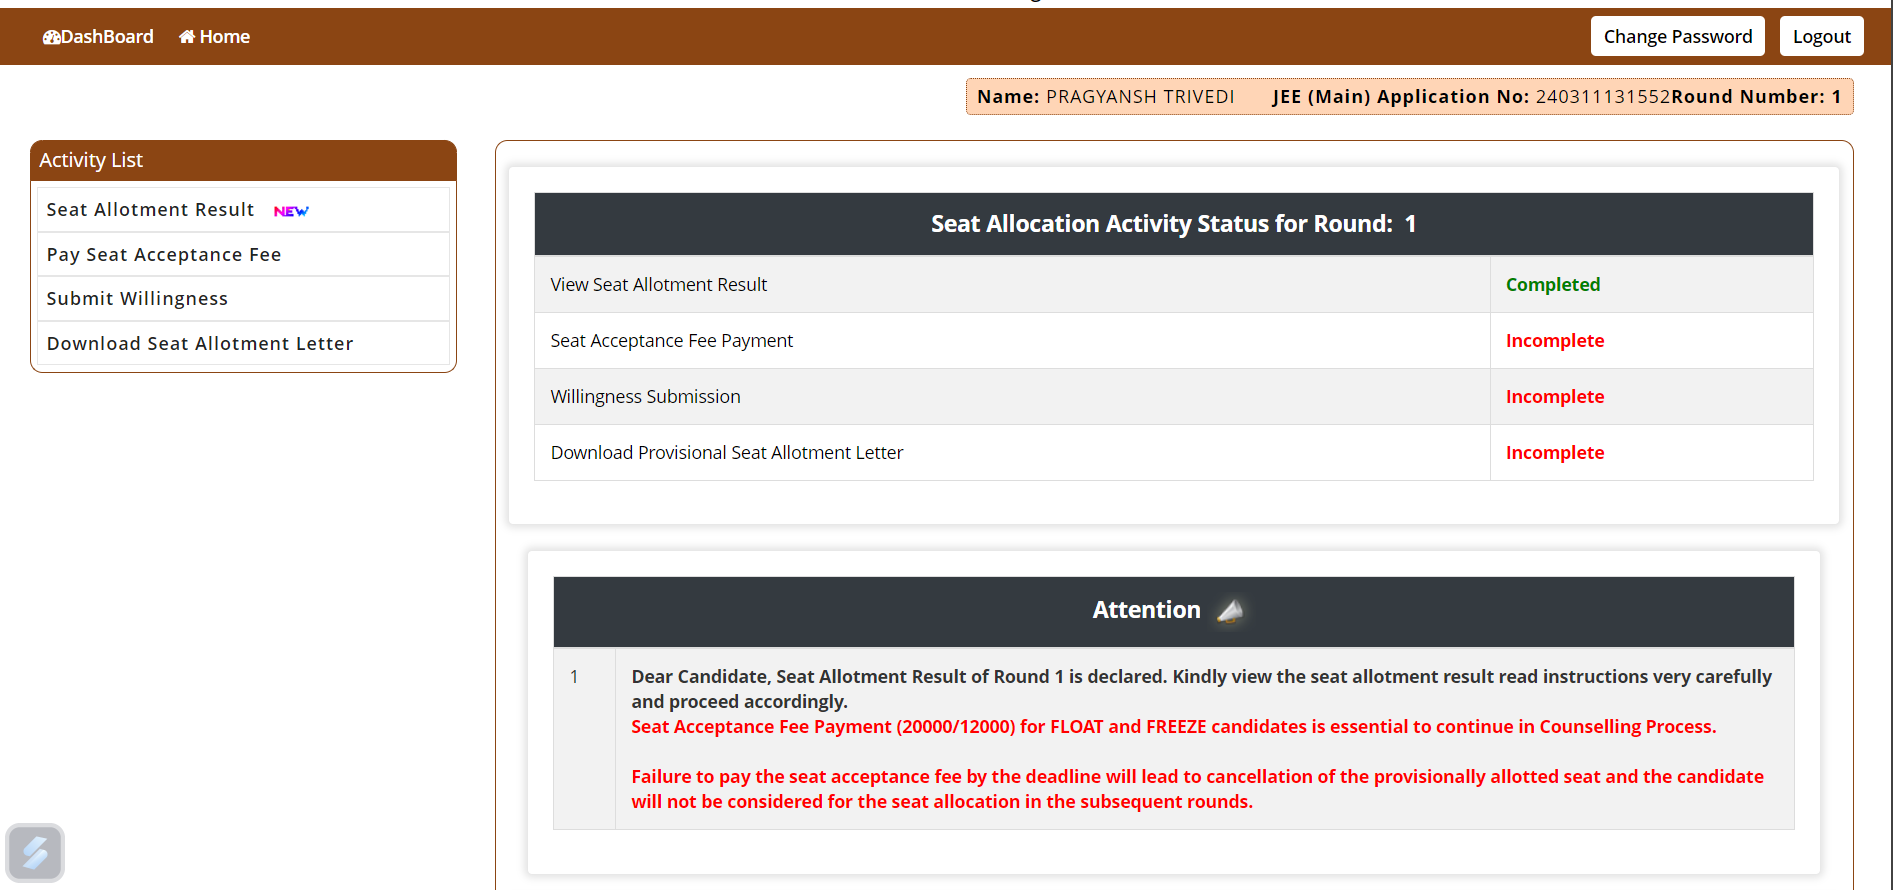 DashBoard Home Change Password Logout
Name: PRAGYANSH TRIVEDI JEE (Main) Application No: 240311131552Round Number: 1
Activity List
Seat Allotment Result NEW
Pay Seat Acceptance Fee
Submit Willingness
Download Seat Allotment Letter
Seat Allocation Activity Status for Round: 1
View Seat Allotment Result Completed
Seat Acceptance Fee Payment Incomplete
Willingness Submission Incomplete
Download Provisional Seat Allotment Letter Incomplete
Attention
1 Dear Candidate, Seat Allotment Result of Round 1 is declared. Kindly view the seat allotment result read instructions very carefully
and proceed accordingly.
Seat Acceptance Fee Payment (20000/12000) for FLOAT and FREEZE candidates is essential to continue in Counselling Process.
Failure to pay the seat acceptance fee by the deadline will lead to cancellation of the provisionally allotted seat and the candidate
will not be considered for the seat allocation in the subsequent rounds.